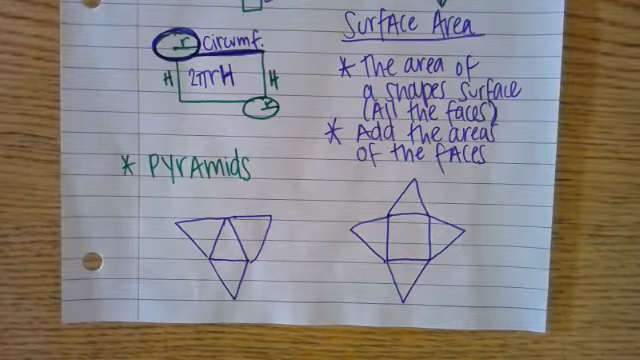 Surface Area
r circumf.
H 2πrH H
r
* The area of
a shapes surface
(All the faces)
* Add the areas
of the faces
* Pyramids